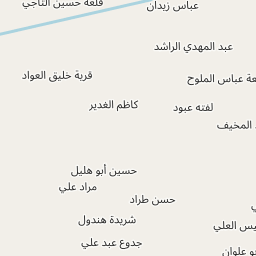 قلعة حسين الناجي
عباس زيدان
عبد المهدي الراشد
قرية خليق العواد
عة عباس الملوح
كاظم الغدير
لفته عبود
المخيف
حسين أبو هليل
مراد علي
حسن طراد
شريدة هندول
يس العلي
جدوع عبد علي
و علوان